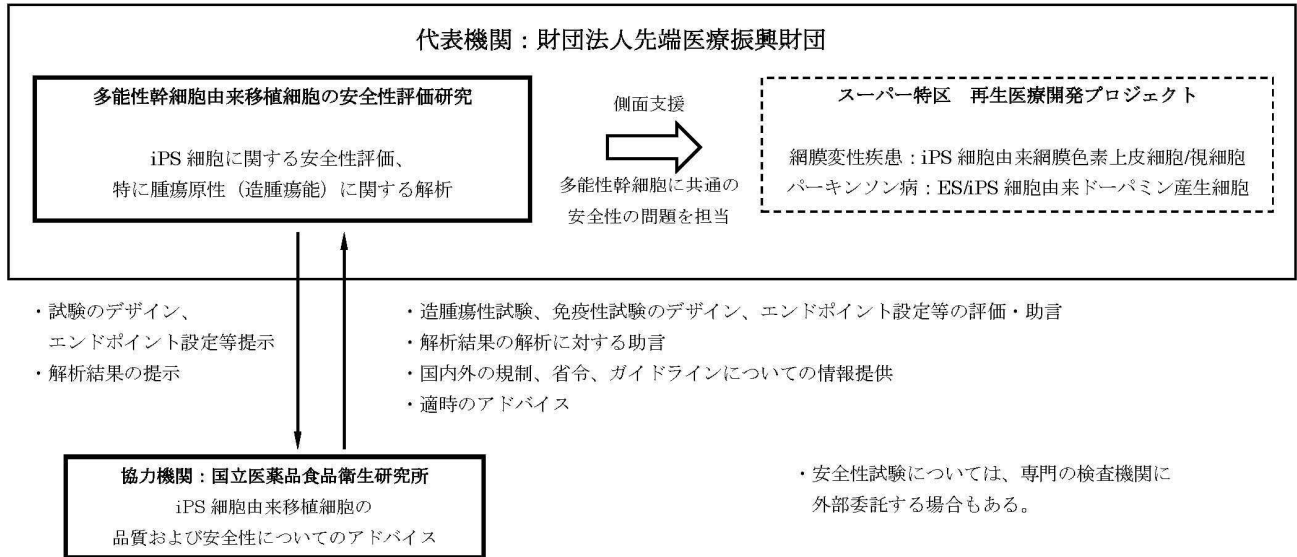 代表機関：財団法人先端医療振興財団
多能性幹細胞由来移植細胞の安全性評価研究
iPS 細胞に関する安全性評価、
特に腫瘍原性（造腫瘍能）に関する解析
側面支援
多能性幹細胞に共通の
安全性の問題を担当
スーパー特区　再生医療開発プロジェクト
網膜変性疾患：iPS 細胞由来網膜色素上皮細胞/視細胞
パーキンソン病：ES/iPS 細胞由来ドーパミン産生細胞
・試験のデザイン、
エンドポイント設定等提示
・解析結果の提示
・造腫瘍性試験、免疫性試験のデザイン、エンドポイント設定等の評価・助言
・解析結果の解析に対する助言
・国内外の規制、省令、ガイドラインについての情報提供
・適時のアドバイス
協力機関：国立医薬品食品衛生研究所
iPS 細胞由来移植細胞の
品質および安全性についてのアドバイス
・安全性試験については、専門の検査機関に
外部委託する場合もある。